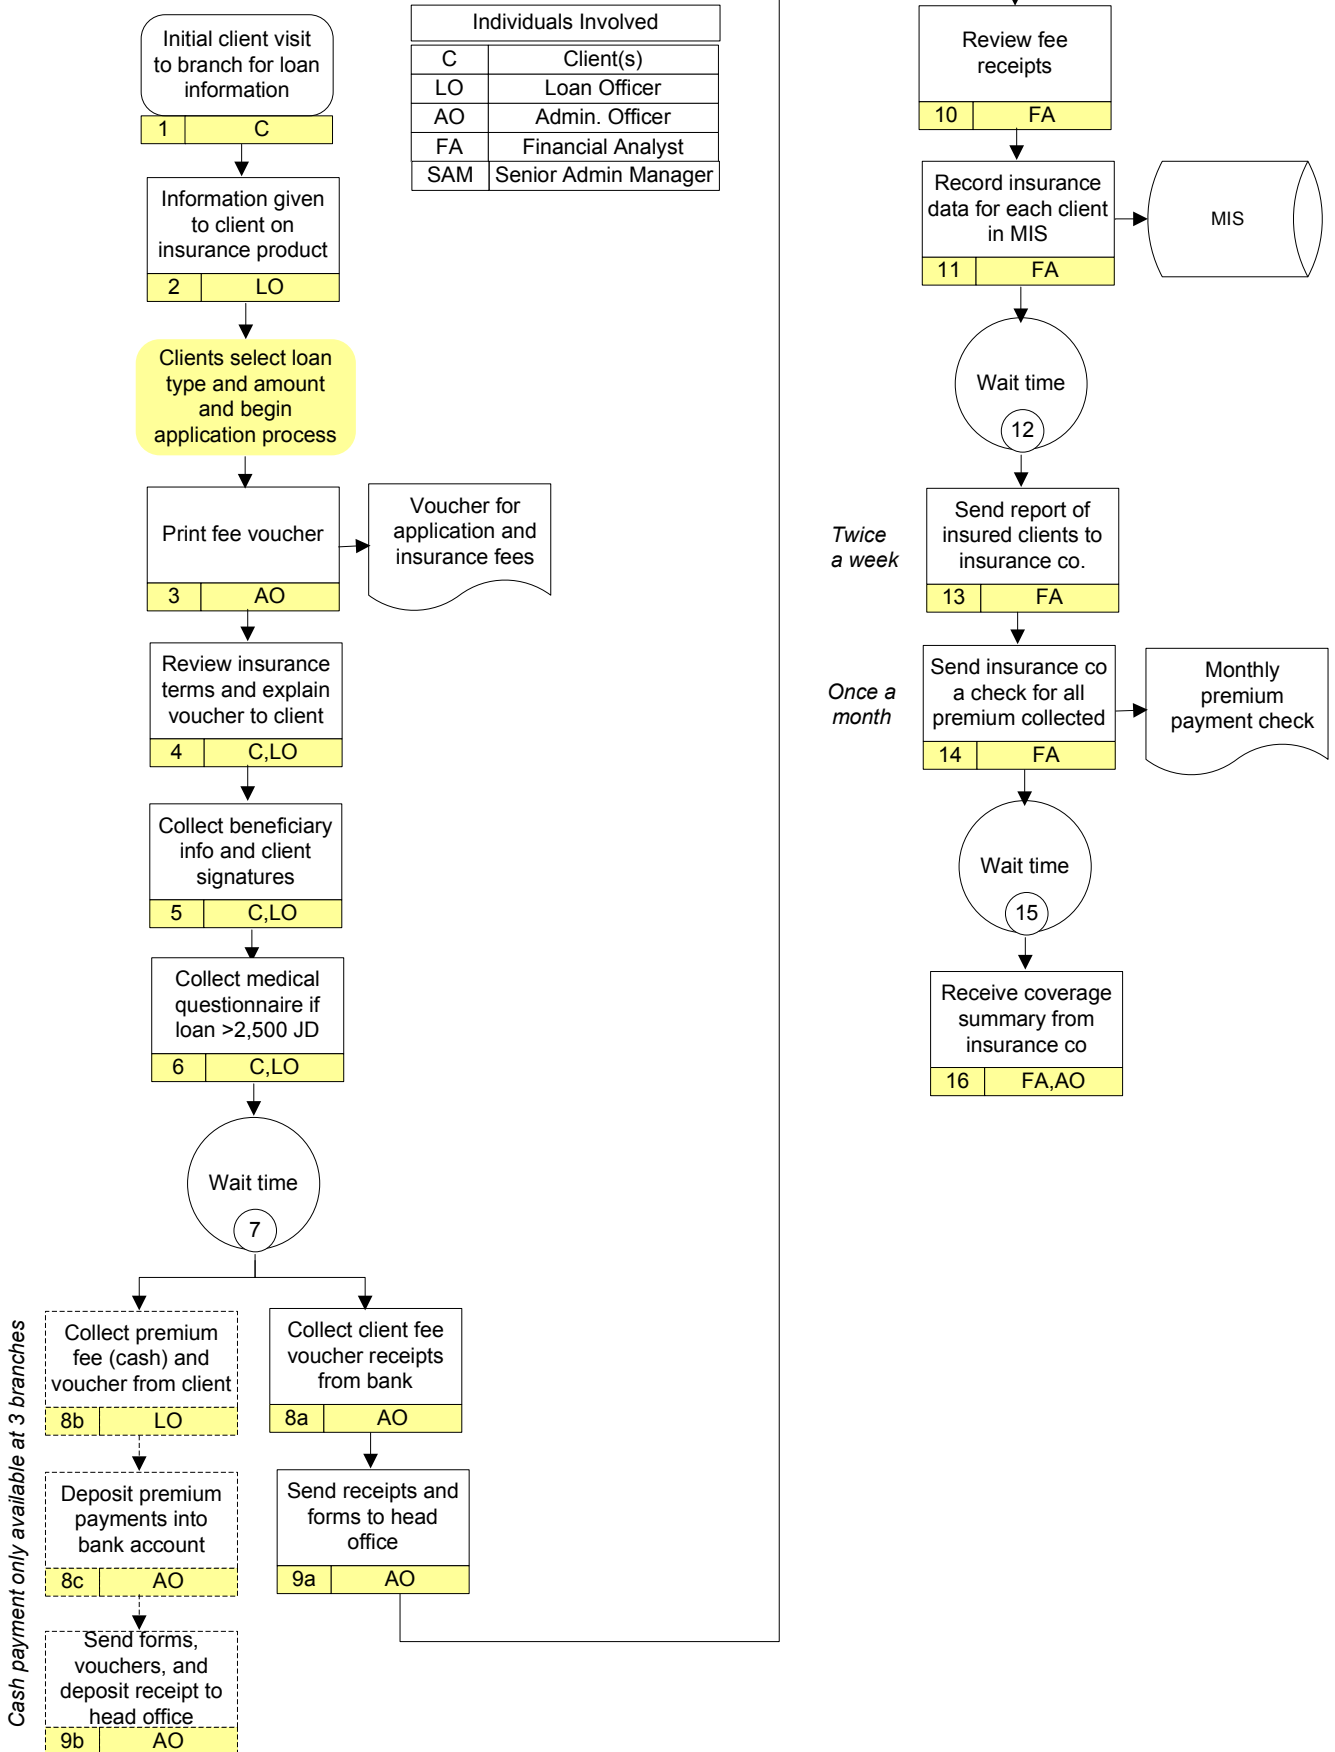 Initial client visit
to branch for loan
information
1 C
Information given
to client on
insurance product
2 LO
Clients select loan
type and amount
and begin
application process
Print fee voucher
3 AO
Voucher for
application and
insurance fees
Review insurance
terms and explain
voucher to client
4 C,LO
Collect beneficiary
info and client
signatures
5 C,LO
Collect medical
questionnaire if
loan >2,500 JD
6 C,LO
Wait time
7
Cash payment only available at 3 branches
Collect premium
fee (cash) and
voucher from client
8b LO
Deposit premium
payments into
bank account
8c AO
Send forms,
vouchers, and
deposit receipt to
head office
9b AO
Collect client fee
voucher receipts
from bank
8a AO
Send receipts and
forms to head
office
9a AO
Individuals Involved
C Client(s)
LO Loan Officer
AO Admin. Officer
FA Financial Analyst
SAM Senior Admin Manager
Review fee
receipts
10 FA
Record insurance
data for each client
in MIS
11 FA
MIS
Wait time
12
Twice
a week
Send report of
insured clients to
insurance co.
13 FA
Once a
month
Send insurance co
a check for all
premium collected
14 FA
Monthly
premium
payment check
Wait time
15
Receive coverage
summary from
insurance co
16 FA,AO